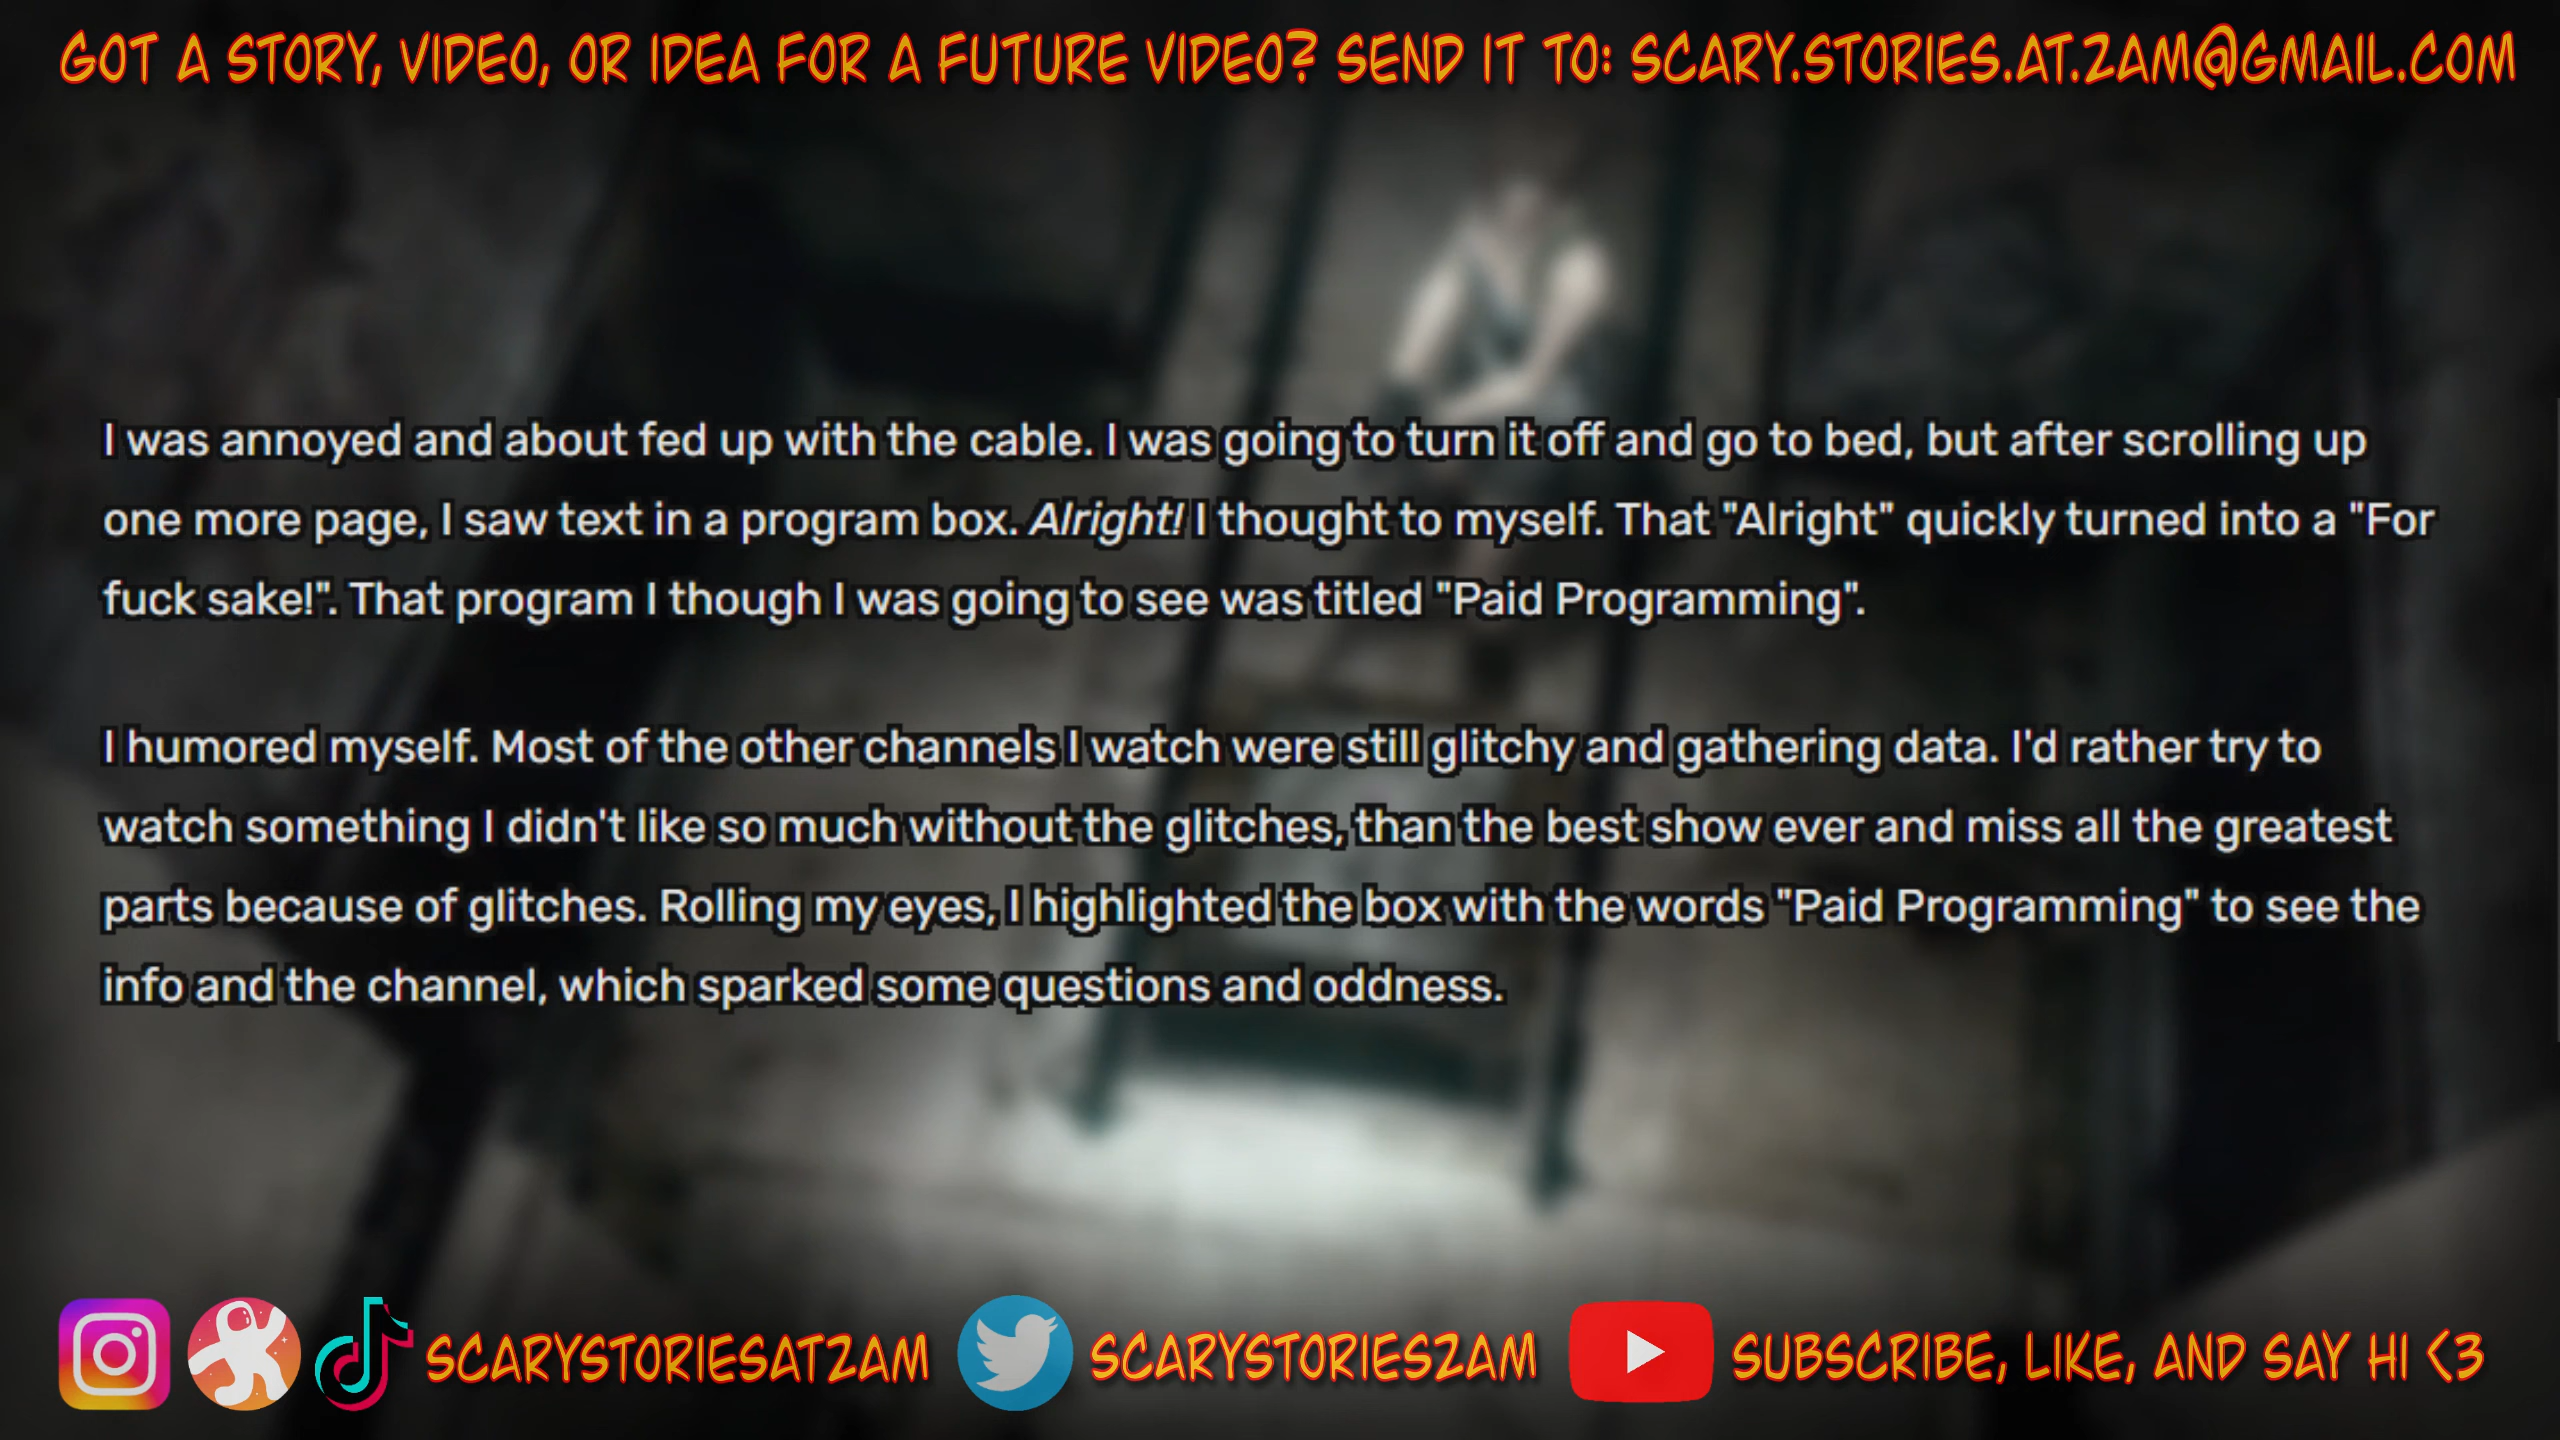 GOT A STORY, VIDEO, OR IDEA FOR A FUTURE VIDEO? SEND IT TO: SCARY.STORIES.AT.2AM@GMAIL.COM
I was annoyed and about fed up with the cable. I was going to turn it off and go to bed, but after scrolling up
one more page, I saw text in a program box. Alright! I thought to myself. That "Alright" quickly turned into a "For
fuck sake!". That program I though I was going to see was titled "Paid Programming".
I humored myself. Most of the other channels I watch were still glitchy and gathering data. I'd rather try to
watch something I didn't like so much without the glitches, than the best show ever and miss all the greatest
parts because of glitches. Rolling my eyes, I highlighted the box with the words "Paid Programming" to see the
info and the channel, which sparked some questions and oddness.
SCARYSTORIESAT2AM SCARYSTORIES2AM SUBSCRIBE, LIKE, AND SAY HI <3